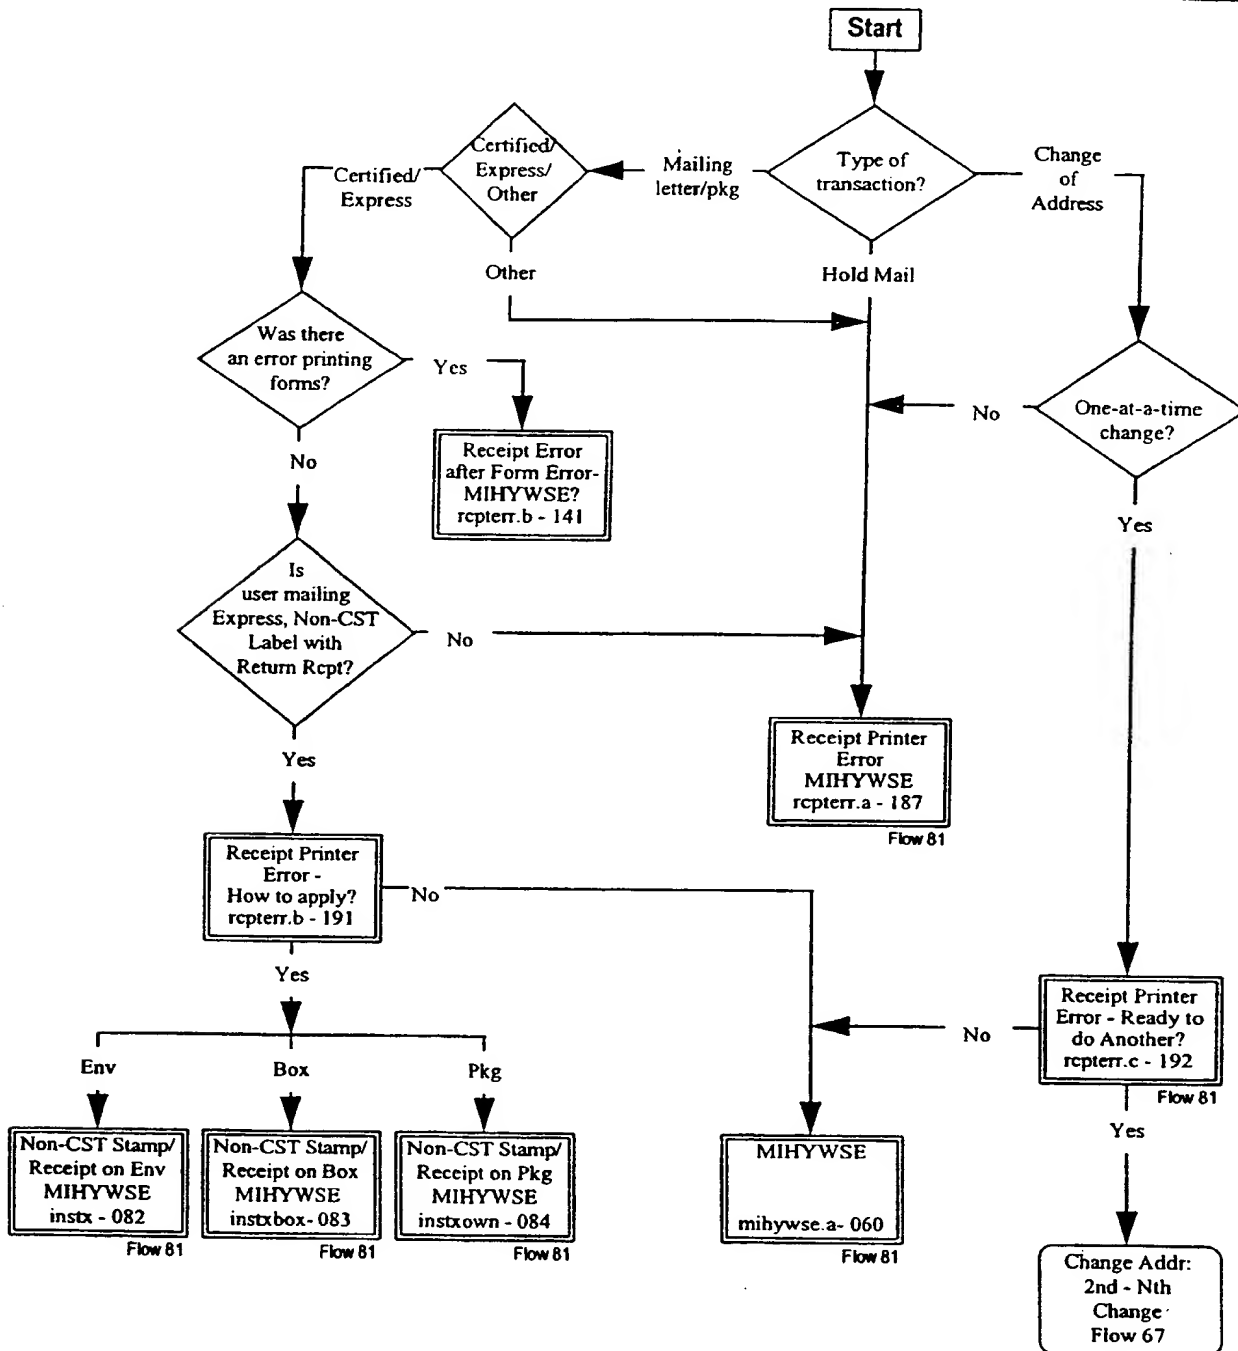 Start
Type of
transaction?
Mailing
letter/pkg
Change
of
Address
Certified/
Express/
Other
Certified/
Express
Other
Hold Mail
Was there
an error printing
forms?
Yes
No
Receipt Error
after Form Error-
MIHYWSE?
rcpterr.b - 141
One-at-a-time
change?
No
Yes
Is
user mailing
Express, Non-CST
Label with
Return Rcpt?
No
Yes
Receipt Printer
Error
MIHYWSE
rcpterr.a - 187
Flow 81
Receipt Printer
Error -
How to apply?
rcpterr.b - 191
No
Yes
Receipt Printer
Error - Ready to
do Another?
rcpterr.c - 192
Flow 81
No
Yes
Env
Box
Pkg
Non-CST Stamp/
Receipt on Env
MIHYWSE
instx - 082
Flow 81
Non-CST Stamp/
Receipt on Box
MIHYWSE
instxbox- 083
Flow 81
Non-CST Stamp/
Receipt on Pkg
MIHYWSE
instxown - 084
Flow 81
MIHYWSE
mihywse.a- 060
Flow 81
Change Addr:
2nd - Nth
Change
Flow 67